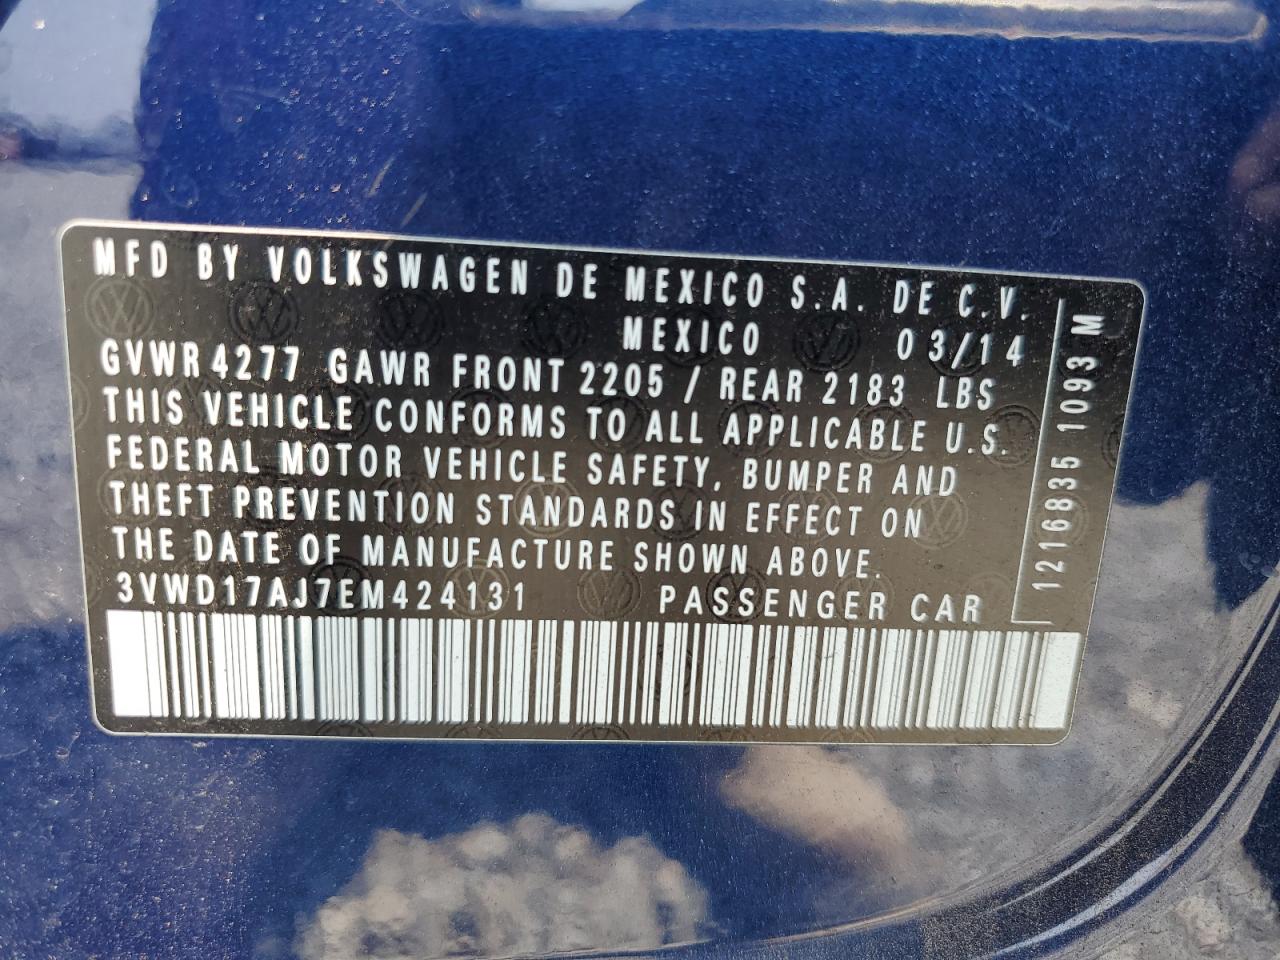 MFD BY VOLKSWAGEN DE MEXICO S.A. DE C.V.
MEXICO 03/14
GVWR 4277 GAWR FRONT 2205 / REAR 2183 LBS
THIS VEHICLE CONFORMS TO ALL APPLICABLE U.S.
FEDERAL MOTOR VEHICLE SAFETY, BUMPER AND
THEFT PREVENTION STANDARDS IN EFFECT ON
THE DATE OF MANUFACTURE SHOWN ABOVE.
3VWD17AJ7EM424131 PASSENGER CAR
1216835 1093 M